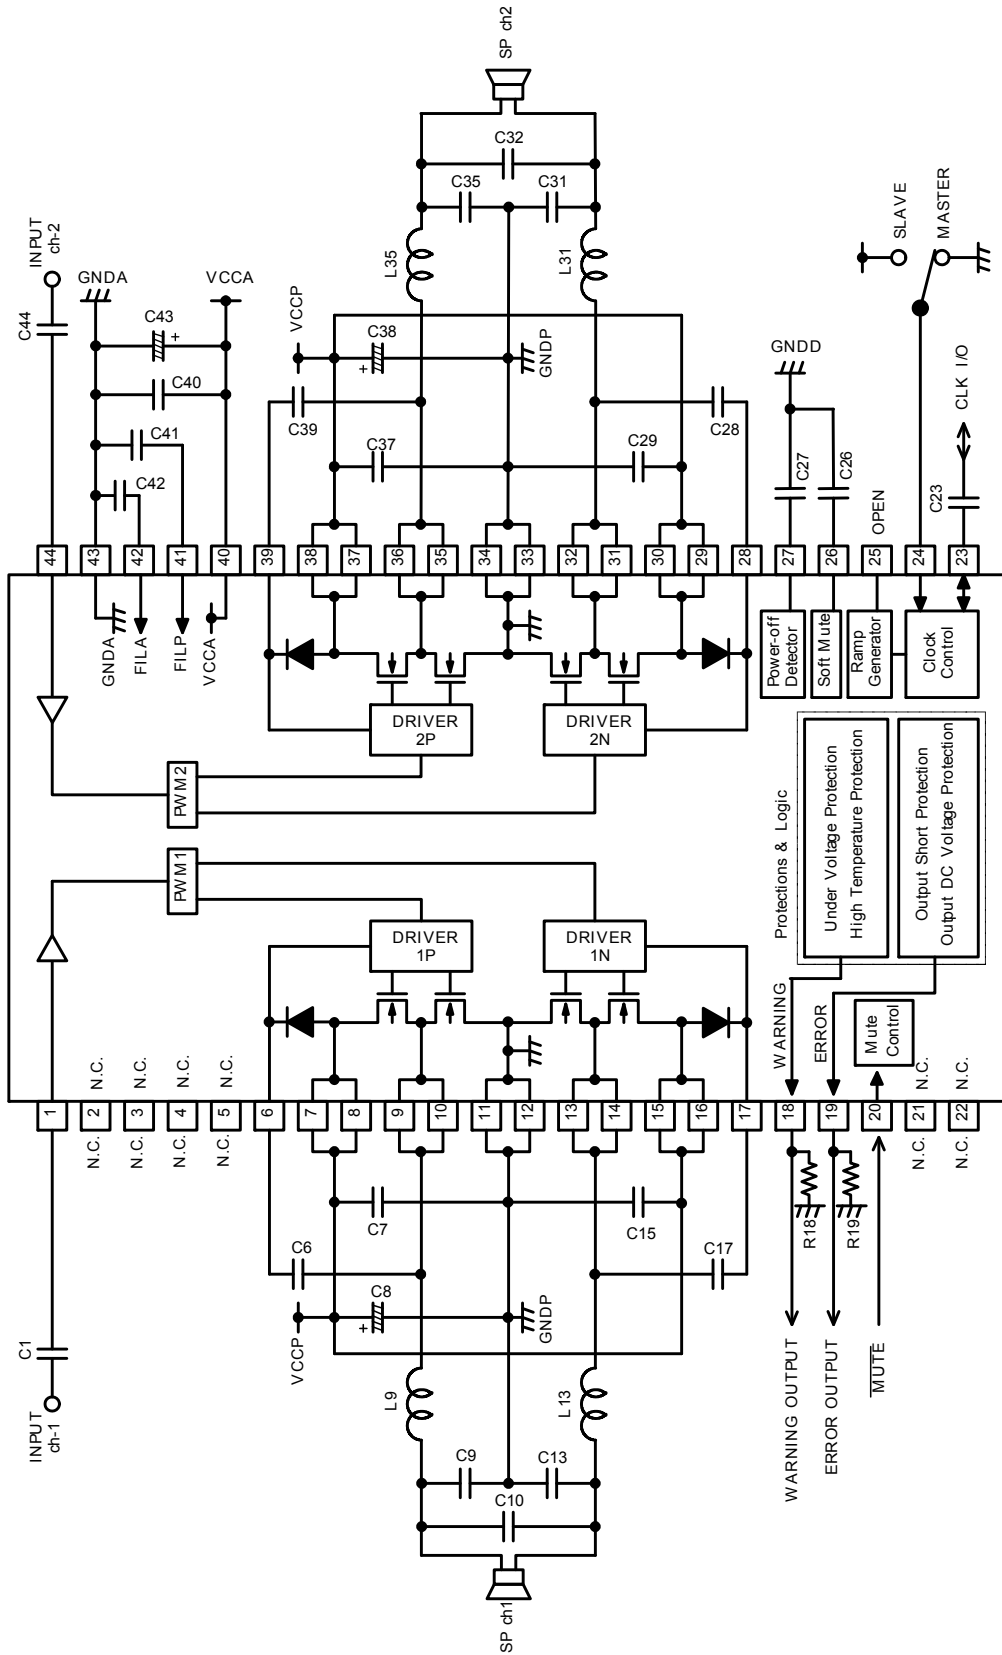 SP ch2
C32
C35
C31
L35
L31
SLAVE
MASTER
INPUT
ch-2
C44
GNDA
VCCA
C43
+
C40
C41
C42
VCCP
C38
+
GNDP
C39
C37
C29
C28
GNDD
C27
C26
OPEN
C23
CLK I/O
44
43
42
41
40
39
38
37
36
35
34
33
32
31
30
29
28
27
26
25
24
23
GNDA
FILA
FILP
VCCA
Power-off
Detector
Soft Mute
Ramp
Generator
Clock
Control
DRIVER
2P
DRIVER
2N
PWM2
PWM1
DRIVER
1P
DRIVER
1N
Protections & Logic
Under Voltage Protection
High Temperature Protection
Output Short Protection
Output DC Voltage Protection
WARNING
ERROR
Mute
Control
N.C.
N.C.
N.C.
N.C.
N.C.
N.C.
1
2
3
4
5
6
7
8
9
10
11
12
13
14
15
16
17
18
19
20
21
22
N.C.
N.C.
N.C.
N.C.
N.C.
N.C.
R18
R19
C7
C15
C6
C17
C8
+
VCCP
GNDP
C1
INPUT
ch-1
L9
L13
C9
C13
C10
SP ch1
WARNING OUTPUT
ERROR OUTPUT
MUTE